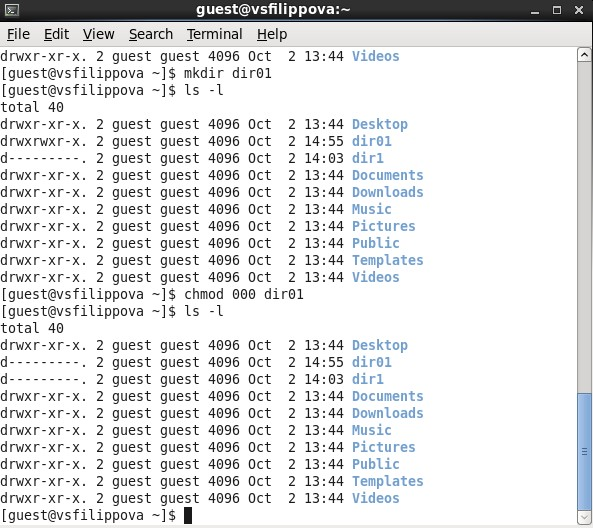 guest@vsfilippova:~
File Edit View Search Terminal Help
drwxr-xr-x. 2 guest guest 4096 Oct  2 13:44 Videos
[guest@vsfilippova ~]$ mkdir dir01
[guest@vsfilippova ~]$ ls -l
total 40
drwxr-xr-x. 2 guest guest 4096 Oct  2 13:44 Desktop
drwxrwxr-x. 2 guest guest 4096 Oct  2 14:55 dir01
d---------. 2 guest guest 4096 Oct  2 14:03 dir1
drwxr-xr-x. 2 guest guest 4096 Oct  2 13:44 Documents
drwxr-xr-x. 2 guest guest 4096 Oct  2 13:44 Downloads
drwxr-xr-x. 2 guest guest 4096 Oct  2 13:44 Music
drwxr-xr-x. 2 guest guest 4096 Oct  2 13:44 Pictures
drwxr-xr-x. 2 guest guest 4096 Oct  2 13:44 Public
drwxr-xr-x. 2 guest guest 4096 Oct  2 13:44 Templates
drwxr-xr-x. 2 guest guest 4096 Oct  2 13:44 Videos
[guest@vsfilippova ~]$ chmod 000 dir01
[guest@vsfilippova ~]$ ls -l
total 40
drwxr-xr-x. 2 guest guest 4096 Oct  2 13:44 Desktop
d---------. 2 guest guest 4096 Oct  2 14:55 dir01
d---------. 2 guest guest 4096 Oct  2 14:03 dir1
drwxr-xr-x. 2 guest guest 4096 Oct  2 13:44 Documents
drwxr-xr-x. 2 guest guest 4096 Oct  2 13:44 Downloads
drwxr-xr-x. 2 guest guest 4096 Oct  2 13:44 Music
drwxr-xr-x. 2 guest guest 4096 Oct  2 13:44 Pictures
drwxr-xr-x. 2 guest guest 4096 Oct  2 13:44 Public
drwxr-xr-x. 2 guest guest 4096 Oct  2 13:44 Templates
drwxr-xr-x. 2 guest guest 4096 Oct  2 13:44 Videos
[guest@vsfilippova ~]$